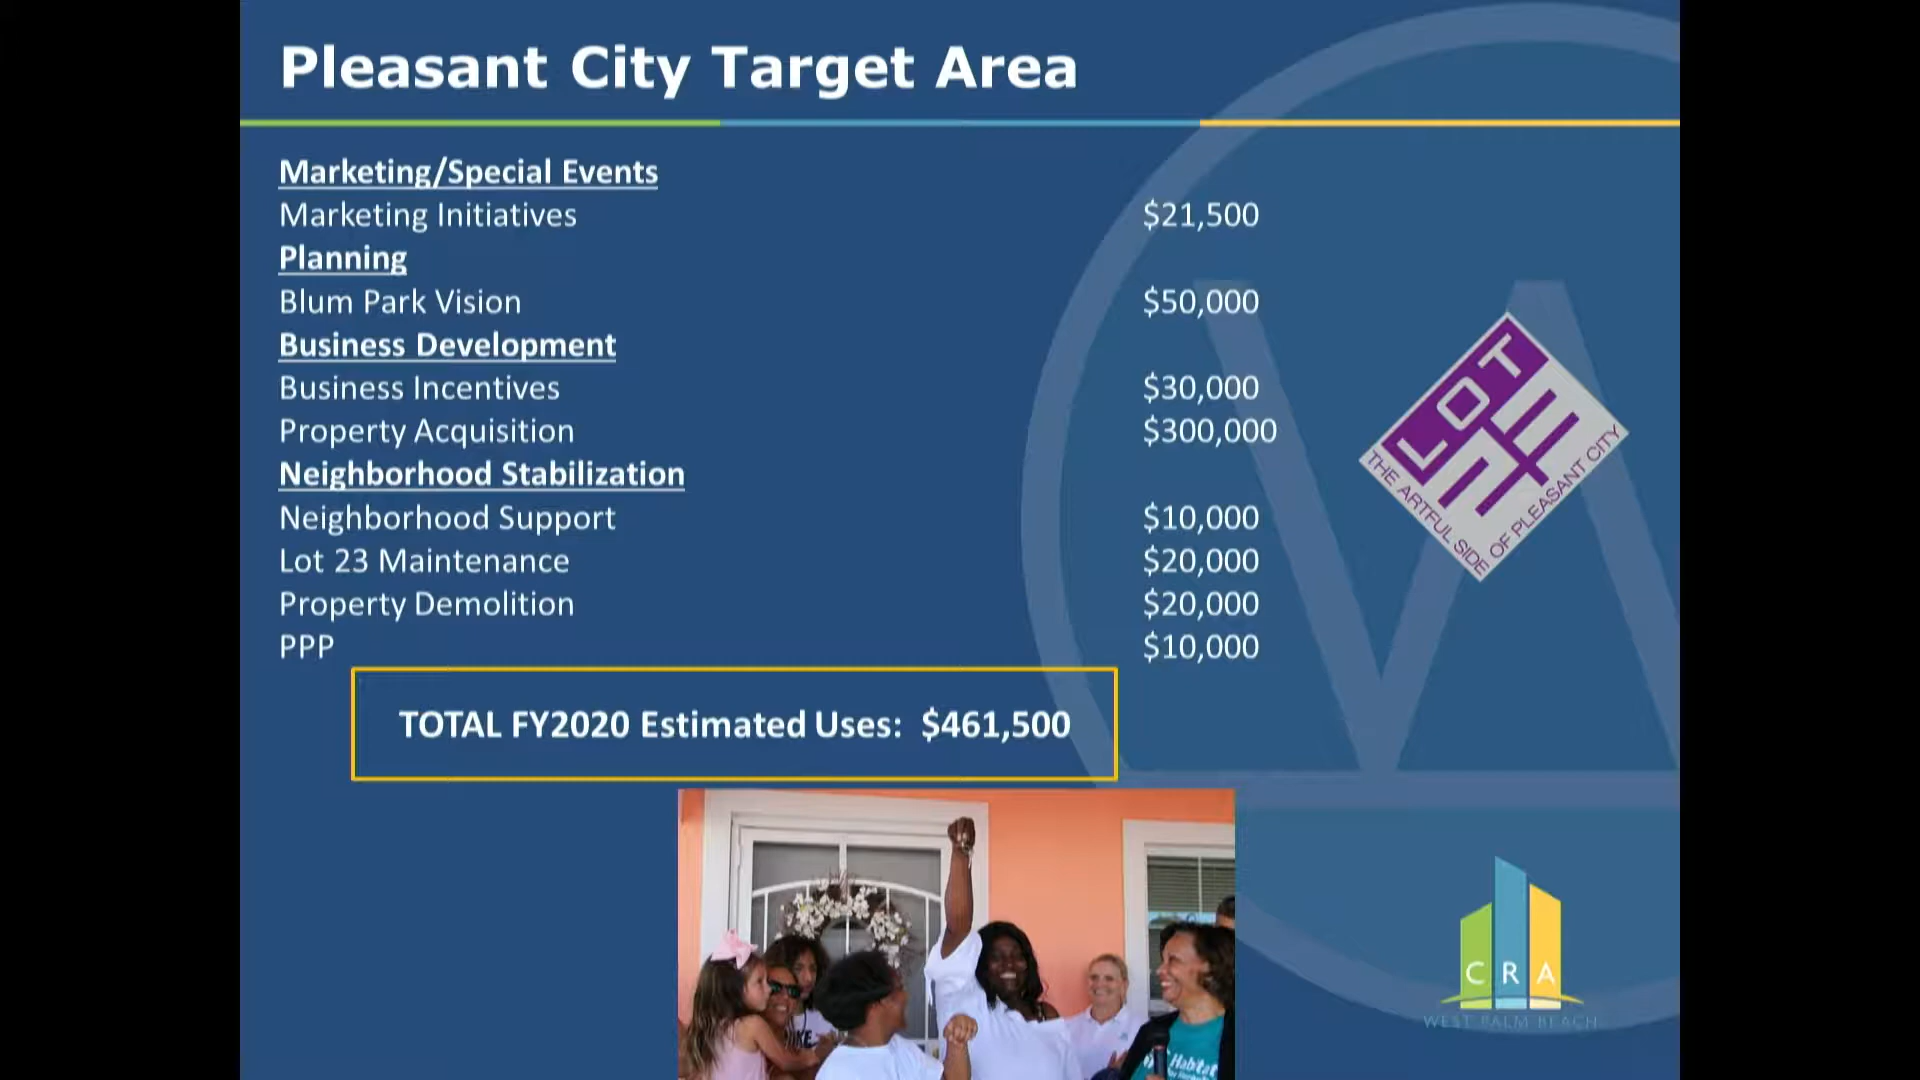 Pleasant City Target Area
Marketing/Special Events
Marketing Initiatives $21,500
Planning
Blum Park Vision $50,000
Business Development
Business Incentives $30,000
Property Acquisition $300,000
Neighborhood Stabilization
Neighborhood Support $10,000
Lot 23 Maintenance $20,000
Property Demolition $20,000
PPP $10,000
TOTAL FY2020 Estimated Uses: $461,500
LOT
THE ARTFUL SIDE
OF PLEASANT CITY
Habitat
CRA
WEST PALM BEACH